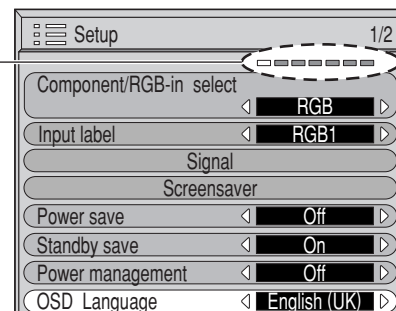 Setup 1/2
Component/RGB-in select
RGB
Input label RGB1
Signal
Screensaver
Power save Off
Standby save On
Power management Off
OSD Language English (UK)